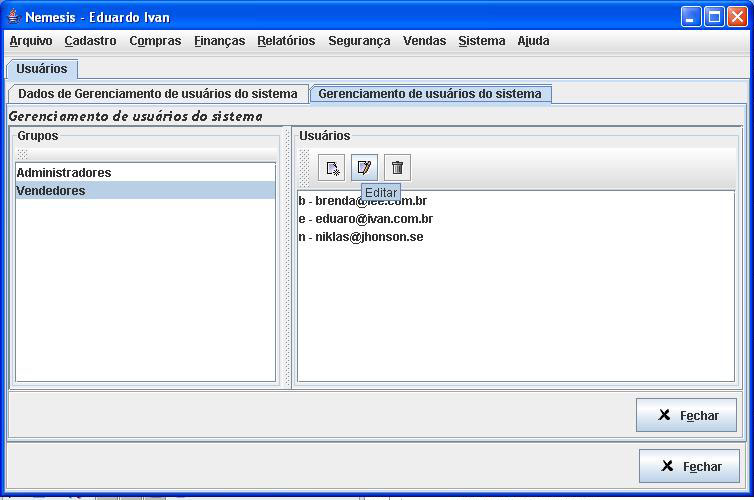 Nemesis - Eduardo Ivan
Arquivo Cadastro Compras Finanças Relatórios Segurança Vendas Sistema Ajuda
Usuários
Dados de Gerenciamento de usuários do sistema Gerenciamento de usuários do sistema
Gerenciamento de usuários do sistema
Grupos
Administradores
Vendedores
Usuários
Editar
b - brenda@lee.com.br
e - eduaro@ivan.com.br
n - niklas@jhonson.se
Fechar
Fechar